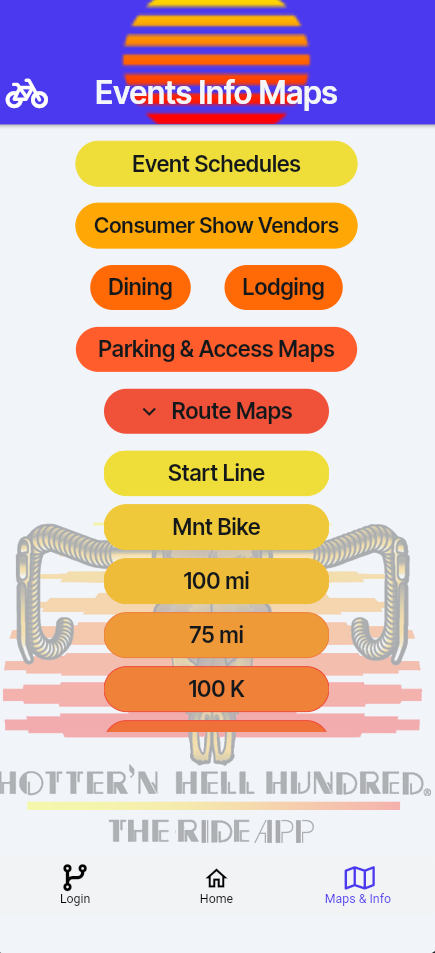 Events Info Maps
Event Schedules
Consumer Show Vendors
Dining Lodging
Parking & Access Maps
Route Maps
Start Line
Mnt Bike
100 mi
75 mi
100 K
HOTTER'N HELL HUNDRED®
THE RIDE APP
Login Home Maps & Info